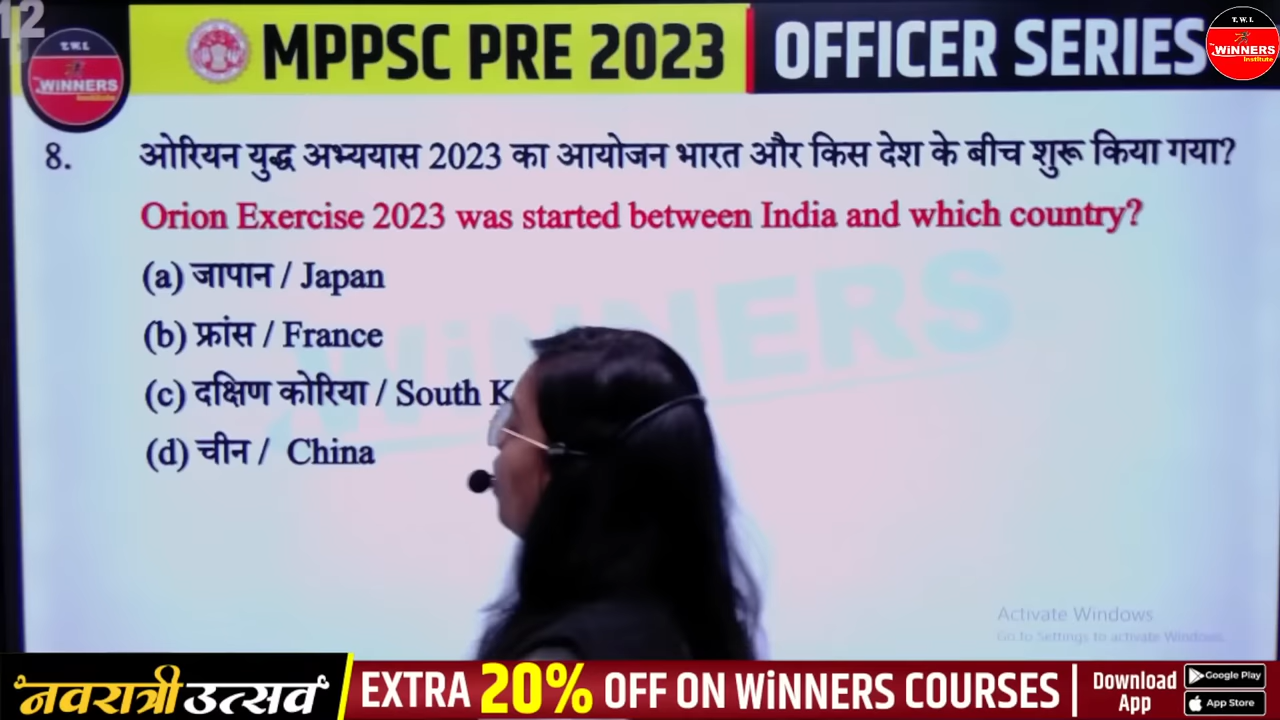 12
T.W.I.
The
WiNNERS
Institute
MPPSC PRE 2023
OFFICER SERIES
T.W.I.
The
WiNNERS
Institute
8. ओरियन युद्ध अभ्ययास 2023 का आयोजन भारत और किस देश के बीच शुरू किया गया?
Orion Exercise 2023 was started between India and which country?
(a) जापान / Japan
(b) फ्रांस / France
(c) दक्षिण कोरिया / South K
(d) चीन / China
WiNNERS
Activate Windows
Go to Settings to activate Windows.
नवरात्री उत्सव
EXTRA 20% OFF ON WiNNERS COURSES
Download
App
Google Play
App Store